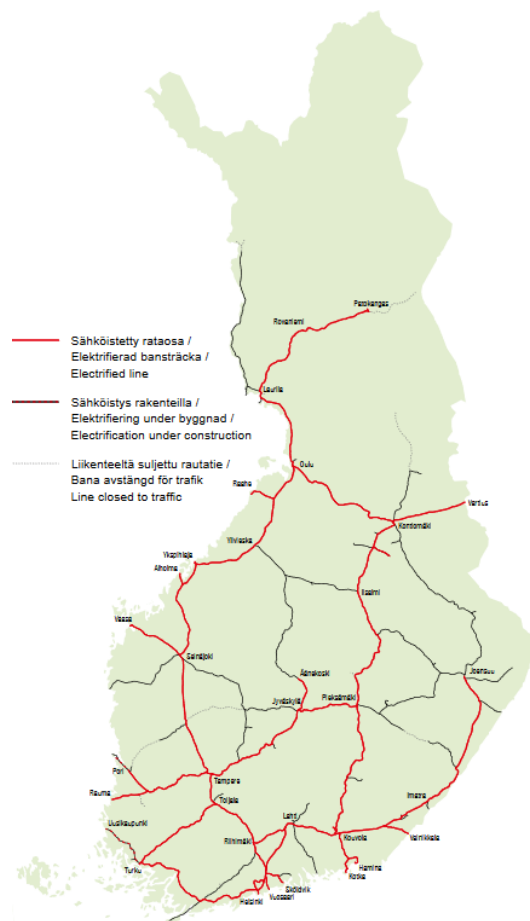 Petokangas
Rovaniemi
Sähköistetty rataosa /
Elektrifierad bansträcka /
Electrified line
Laurila
Sähköistys rakenteilla /
Elektrifiering under byggnad /
Electrification under construction
Liikenteeltä suljettu rautatie /
Bana avstängd för trafik
Line closed to traffic
Oulu
Raahe
Vartius
Kontiomäki
Ylivieska
Ykspihlaja
Alholma
Iisalmi
Vaasa
Seinäjoki
Joensuu
Äänekoski
Jyväskylä
Pieksämäki
Pori
Tampere
Rauma
Imatra
Toijala
Lahti
Uusikaupunki
Kouvola
Vainikkala
Riihimäki
Turku
Hamina
Kotka
Sköldvik
Vuosaari
Helsinki